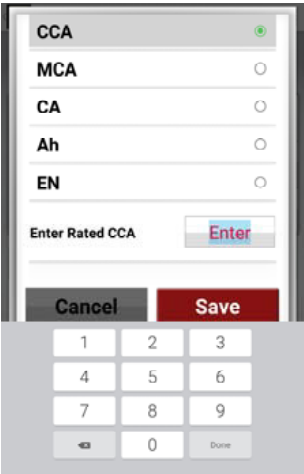 CCA
MCA
CA
Ah
EN
Enter Rated CCA Enter
Cancel Save
1 2 3
4 5 6
7 8 9
0 Done